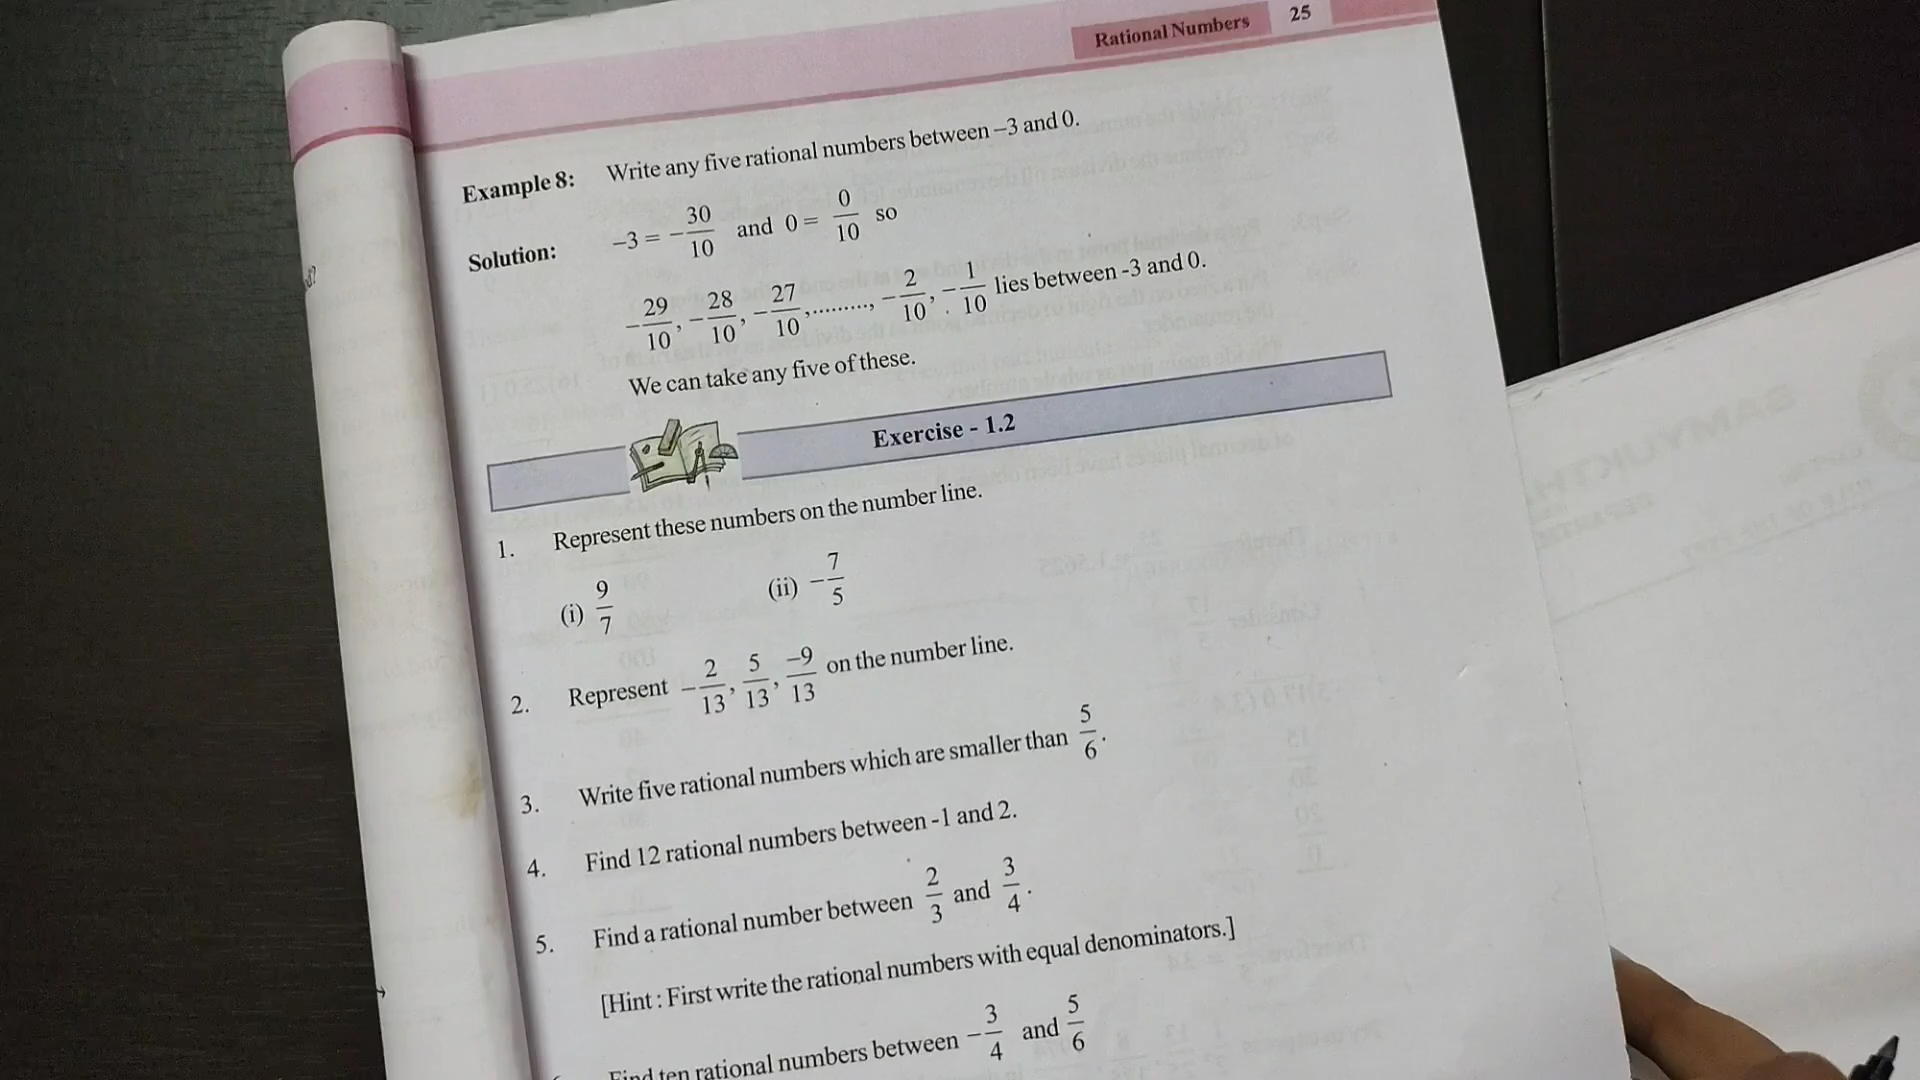 Rational Numbers 25
Example 8: Write any five rational numbers between –3 and 0.
Solution: –3 = –30/10 and 0 = 0/10 so
–29/10, –28/10, –27/10,........., –2/10, –1/10 lies between -3 and 0.
We can take any five of these.
Exercise - 1.2
1. Represent these numbers on the number line.
(i) 9/7 (ii) –7/5
2. Represent –2/13, 5/13, –9/13 on the number line.
3. Write five rational numbers which are smaller than 5/6.
4. Find 12 rational numbers between -1 and 2.
5. Find a rational number between 2/3 and 3/4.
[Hint : First write the rational numbers with equal denominators.]
Find ten rational numbers between –3/4 and 5/6